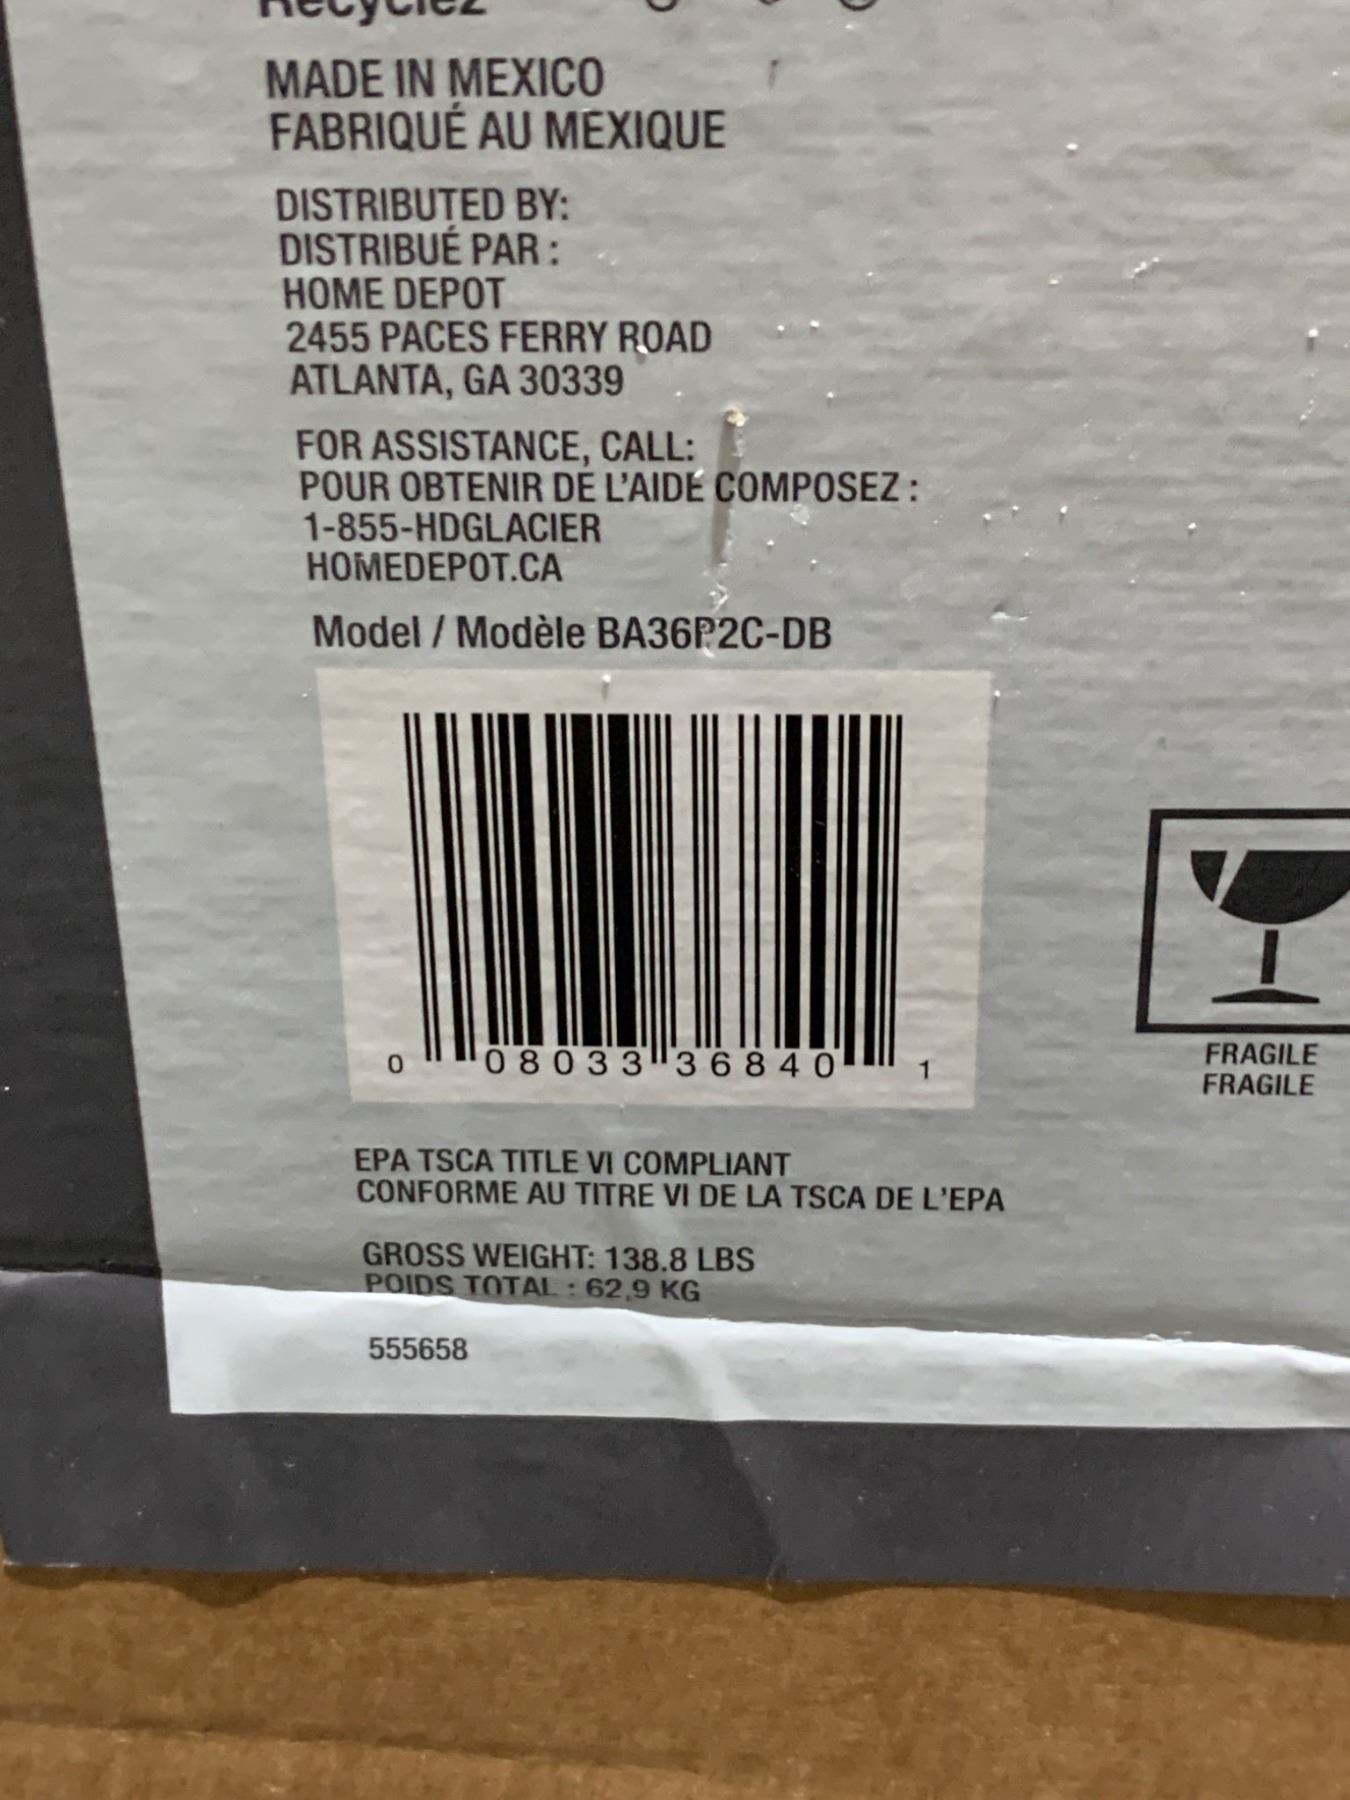 Recyclez
MADE IN MEXICO
FABRIQUÉ AU MEXIQUE
DISTRIBUTED BY:
DISTRIBUÉ PAR :
HOME DEPOT
2455 PACES FERRY ROAD
ATLANTA, GA 30339
FOR ASSISTANCE, CALL:
POUR OBTENIR DE L'AIDE COMPOSEZ :
1-855-HDGLACIER
HOMEDEPOT.CA
Model / Modèle BA36P2C-DB
0 08033 36840 1
FRAGILE
FRAGILE
EPA TSCA TITLE VI COMPLIANT
CONFORME AU TITRE VI DE LA TSCA DE L'EPA
GROSS WEIGHT: 138.8 LBS
POIDS TOTAL : 62,9 KG
555658